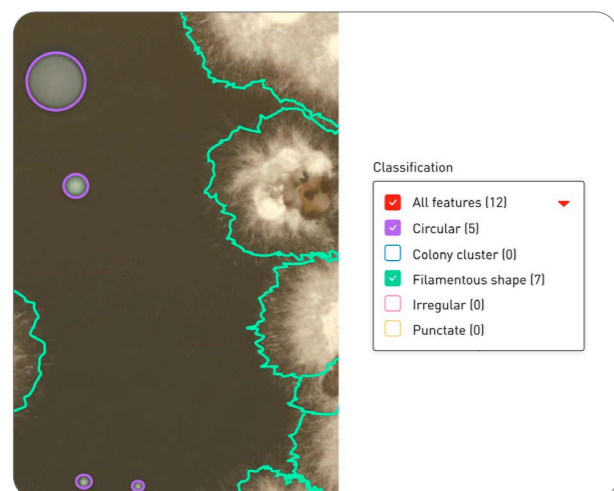 Classification
All features (12)
Circular (5)
Colony cluster (0)
Filamentous shape (7)
Irregular (0)
Punctate (0)